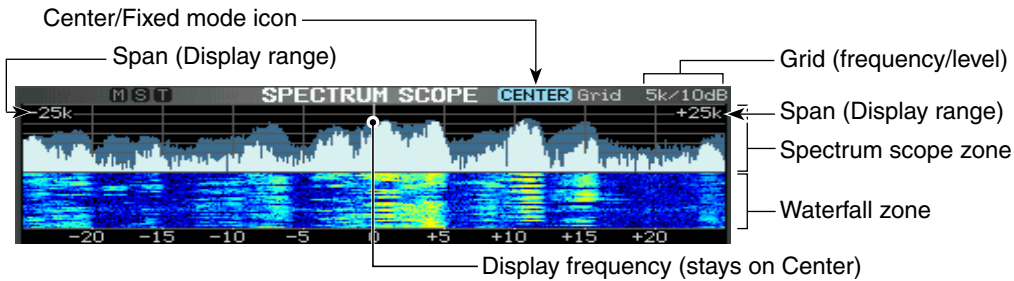 Center/Fixed mode icon
Span (Display range)
Grid (frequency/level)
M S T SPECTRUM SCOPE CENTER Grid 5k/10dB
-25k +25k
Span (Display range)
Spectrum scope zone
Waterfall zone
-20 -15 -10 -5 0 +5 +10 +15 +20
Display frequency (stays on Center)